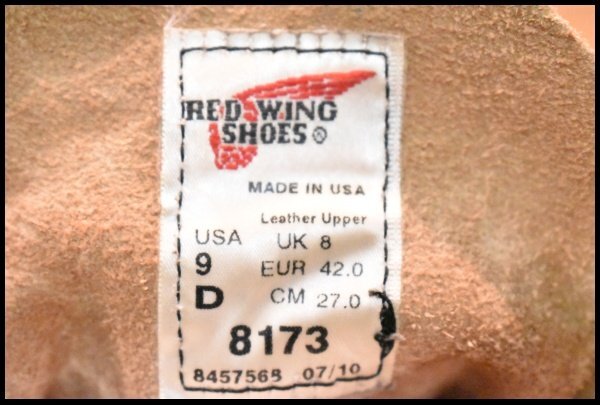 RED WING
SHOES®
MADE IN USA
Leather Upper
USA UK 8
9 EUR 42.0
D CM 27.0
8173
8457568 07/10